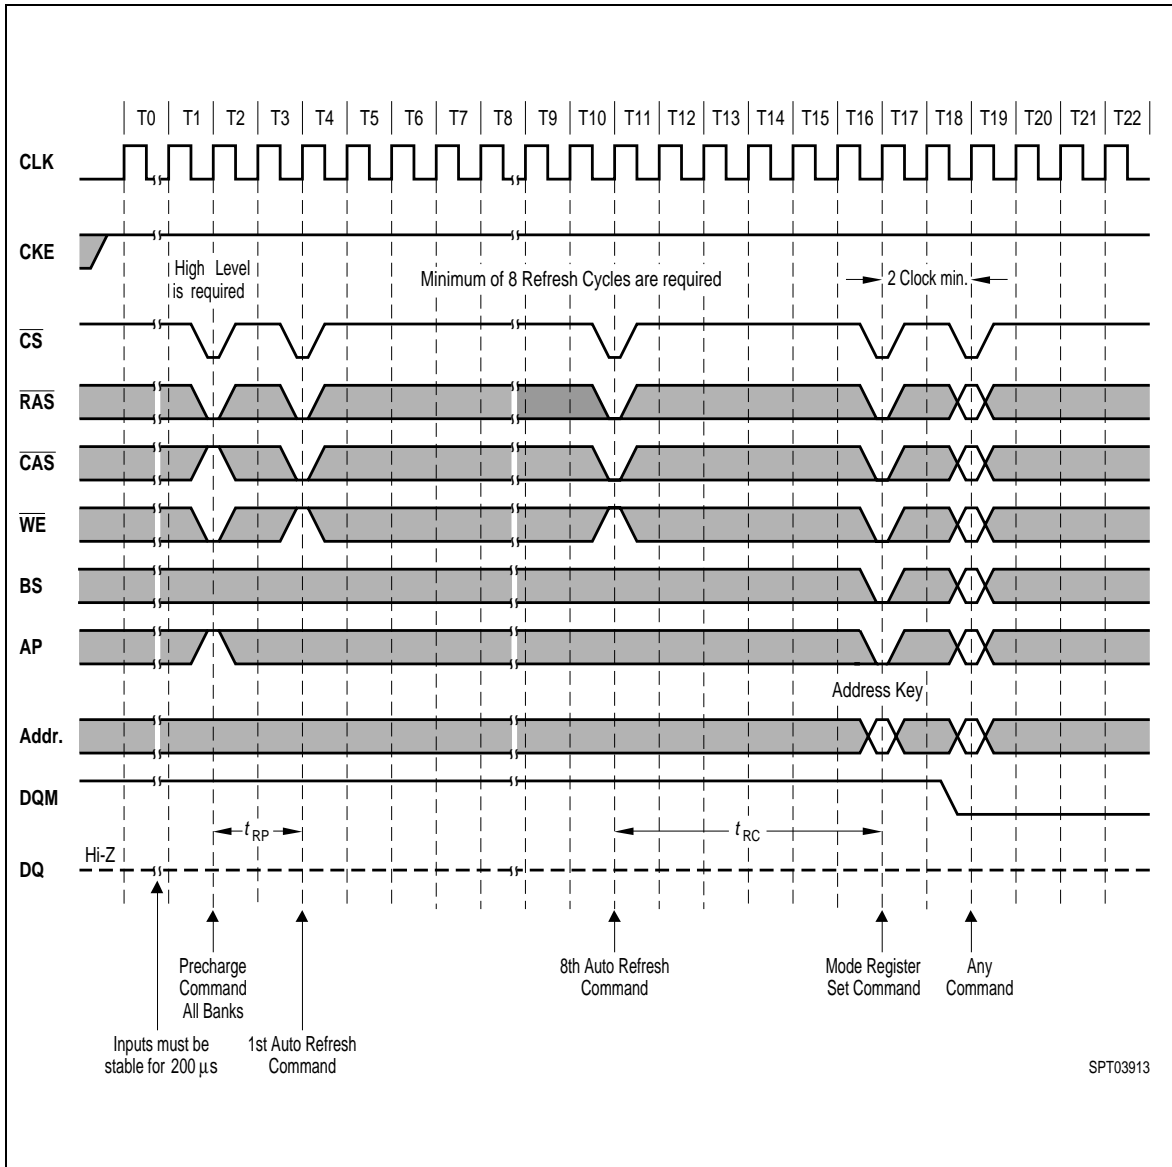 T0 T1 T2 T3 T4 T5 T6 T7 T8 T9 T10 T11 T12 T13 T14 T15 T16 T17 T18 T19 T20 T21 T22
CLK
CKE
High Level
is required
Minimum of 8 Refresh Cycles are required
2 Clock min.
CS
RAS
CAS
WE
BS
AP
Address Key
Addr.
DQM
tRP
tRC
Hi-Z
DQ
Precharge
Command
All Banks
8th Auto Refresh
Command
Mode Register
Set Command
Any
Command
Inputs must be
stable for 200 µs
1st Auto Refresh
Command
SPT03913